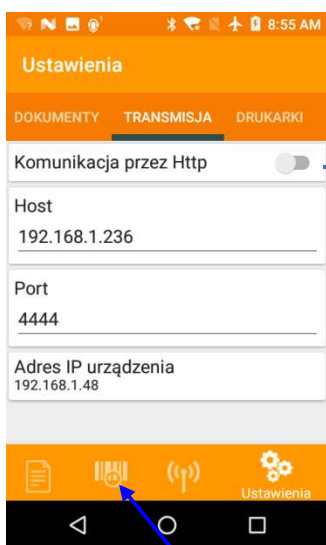 8:55 AM
Ustawienia
DOKUMENTY TRANSMISJA DRUKARKI
Komunikacja przez Http
Host
192.168.1.236
Port
4444
Adres IP urządzenia
192.168.1.48
Ustawienia